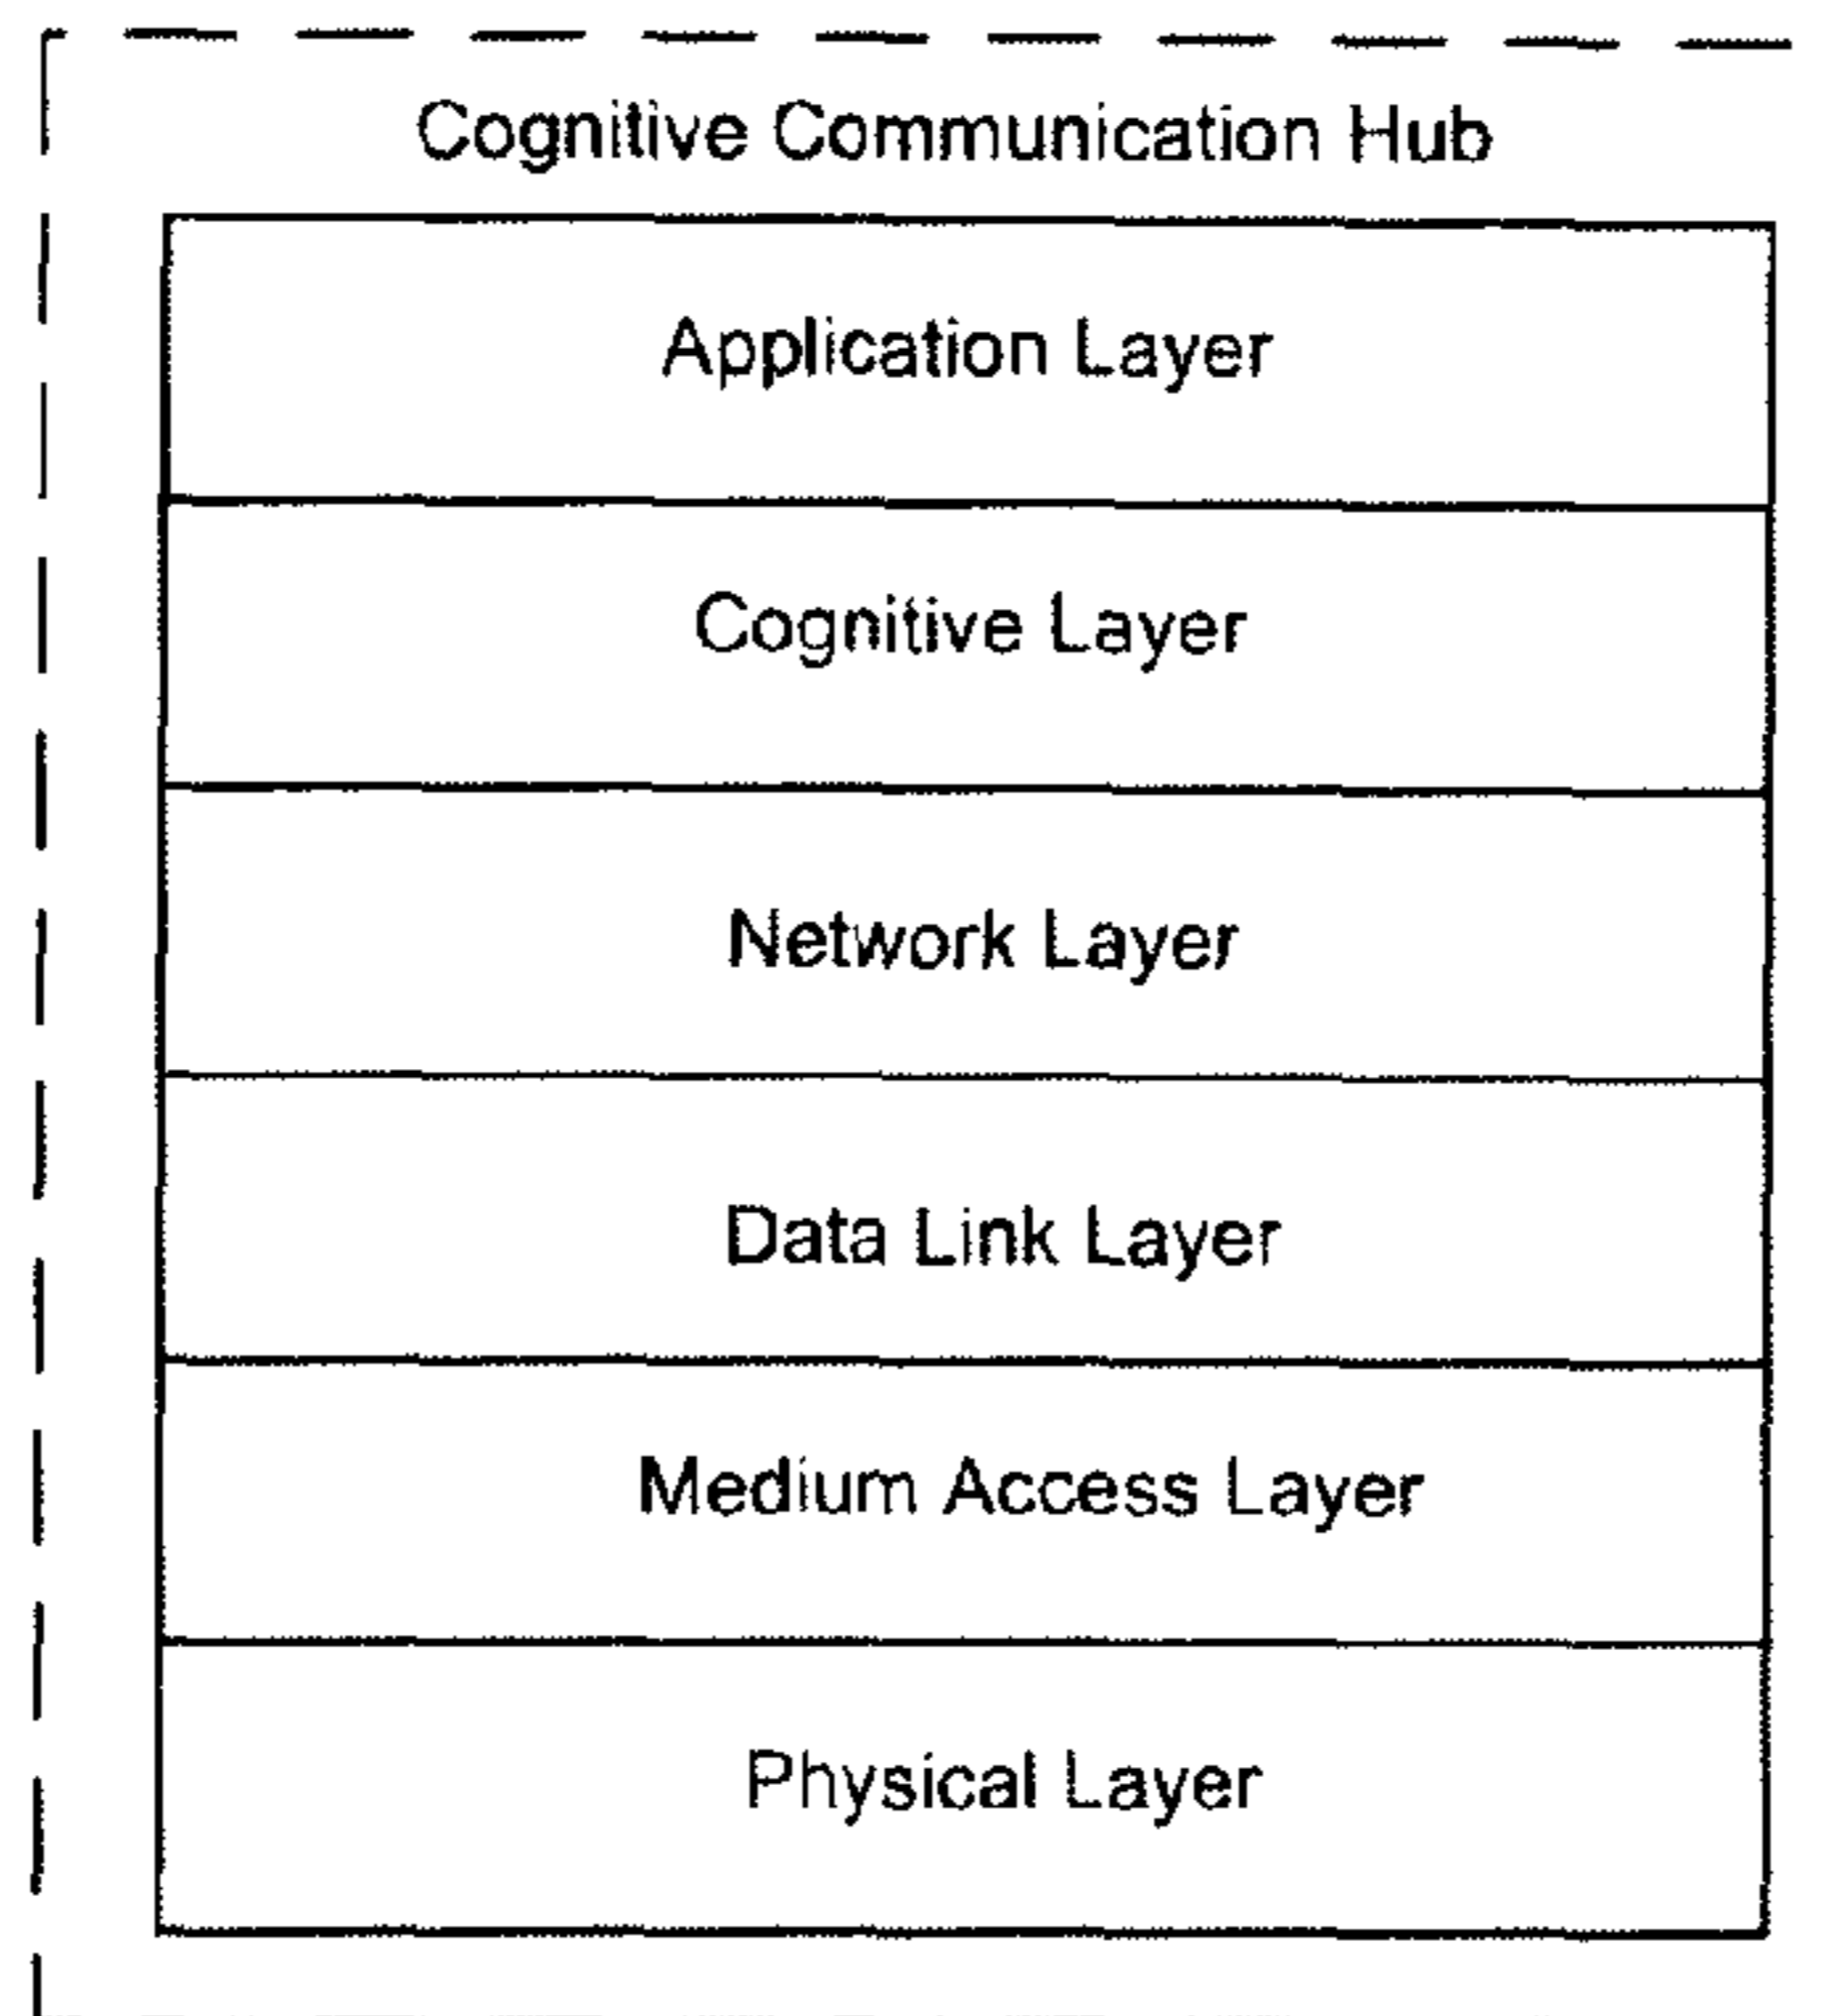 Cognitive Communication Hub
Application Layer
Cognitive Layer
Network Layer
Data Link Layer
Medium Access Layer
Physical Layer